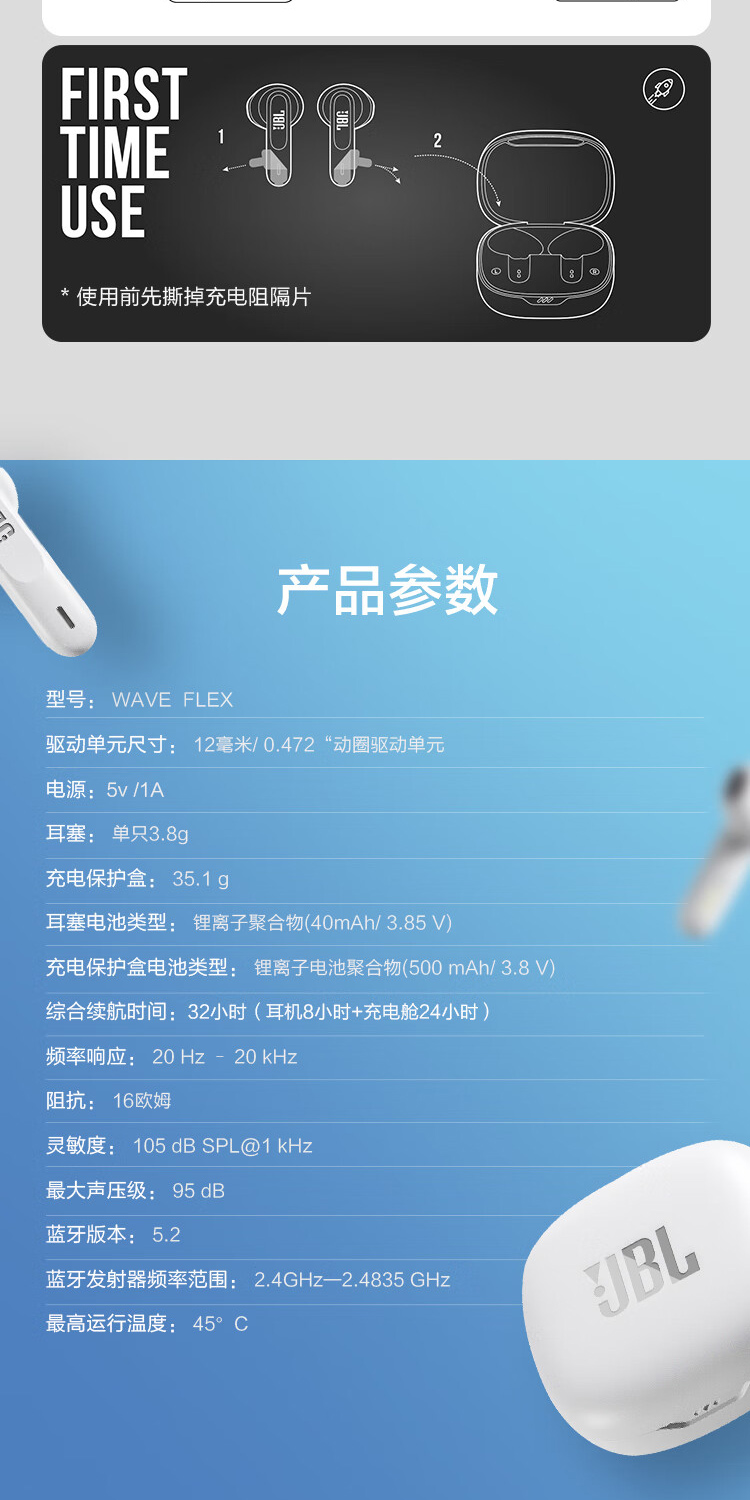 FIRST
TIME
USE
1
2
JBL
JBL
* 使用前先撕掉充电阻隔片
产品参数
型号： WAVE FLEX
驱动单元尺寸： 12毫米/ 0.472“动圈驱动单元
电源：5v /1A
耳塞： 单只3.8g
充电保护盒： 35.1 g
耳塞电池类型： 锂离子聚合物(40mAh/ 3.85 V)
充电保护盒电池类型： 锂离子电池聚合物(500 mAh/ 3.8 V)
综合续航时间：32小时（耳机8小时+充电舱24小时）
频率响应： 20 Hz – 20 kHz
阻抗： 16欧姆
灵敏度： 105 dB SPL@1 kHz
最大声压级： 95 dB
蓝牙版本： 5.2
蓝牙发射器频率范围： 2.4GHz—2.4835 GHz
最高运行温度： 45° C
JBL